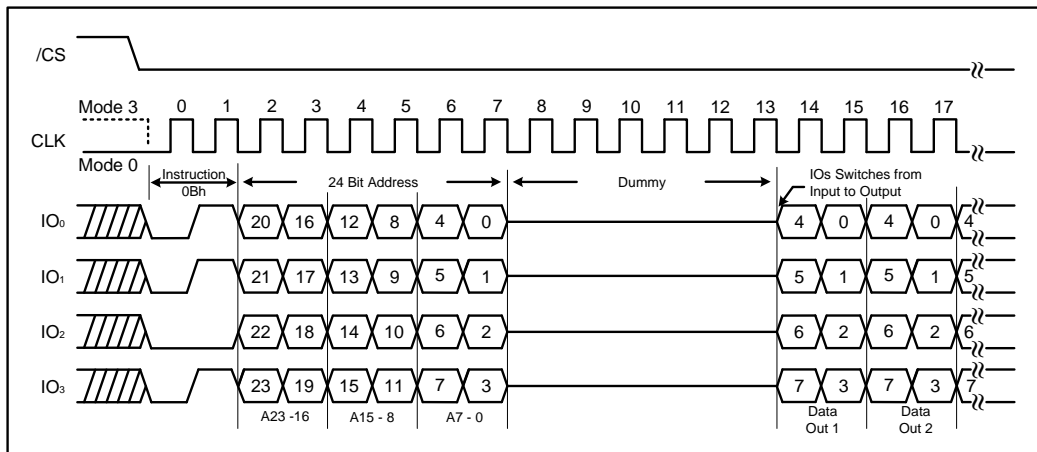 /CS
Mode 3 0 1 2 3 4 5 6 7 8 9 10 11 12 13 14 15 16 17
CLK
Mode 0
Instruction 0Bh
24 Bit Address
Dummy
IOs Switches from Input to Output
IO₀ 20 16 12 8 4 0 4 0 4 0 4
IO₁ 21 17 13 9 5 1 5 1 5 1 5
IO₂ 22 18 14 10 6 2 6 2 6 2 6
IO₃ 23 19 15 11 7 3 7 3 7 3 7
A23 -16 A15 - 8 A7 - 0
Data Out 1
Data Out 2